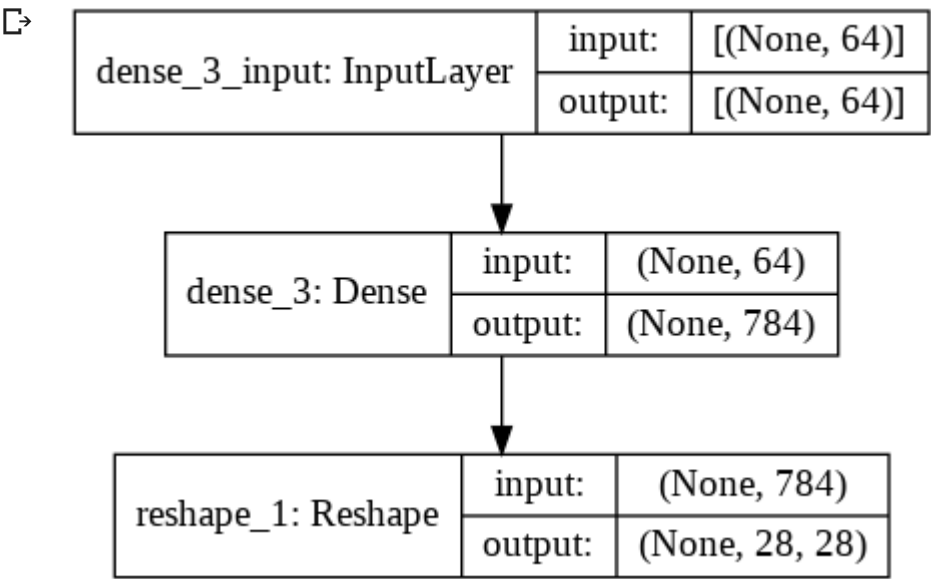 dense_3_input: InputLayer
input: [(None, 64)]
output: [(None, 64)]
dense_3: Dense
input: (None, 64)
output: (None, 784)
reshape_1: Reshape
input: (None, 784)
output: (None, 28, 28)